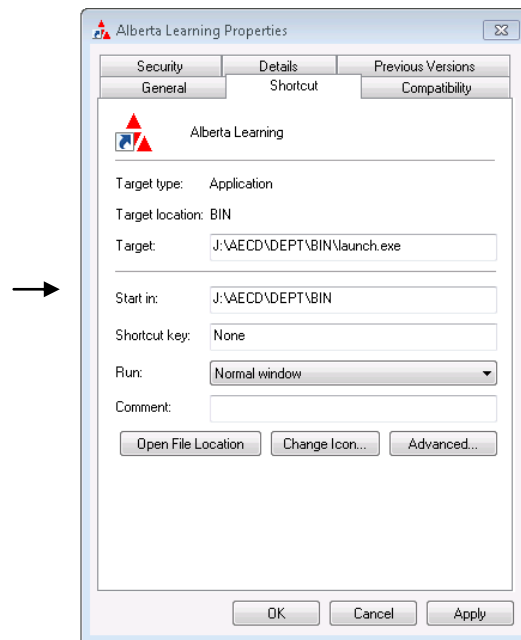 Alberta Learning Properties
Security Details Previous Versions
General Shortcut Compatibility
Alberta Learning
Target type: Application
Target location: BIN
Target: J:\AECD\DEPT\BIN\launch.exe
Start in: J:\AECD\DEPT\BIN
Shortcut key: None
Run: Normal window
Comment:
Open File Location Change Icon... Advanced...
OK Cancel Apply